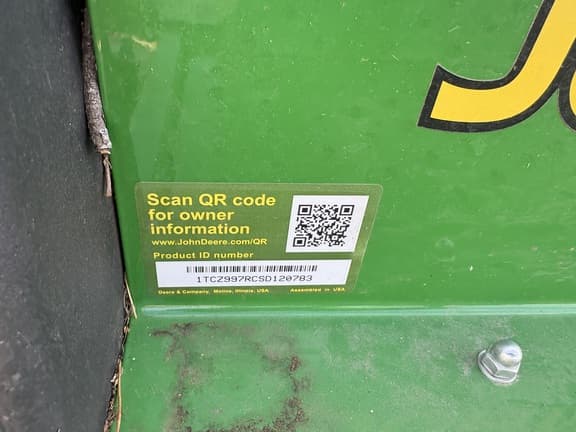 Scan QR code
for owner
information
www.JohnDeere.com/QR
Product ID number
1TCZ997RCSD120783
Deere & Company, Moline, Illinois, USA Assembled in USA